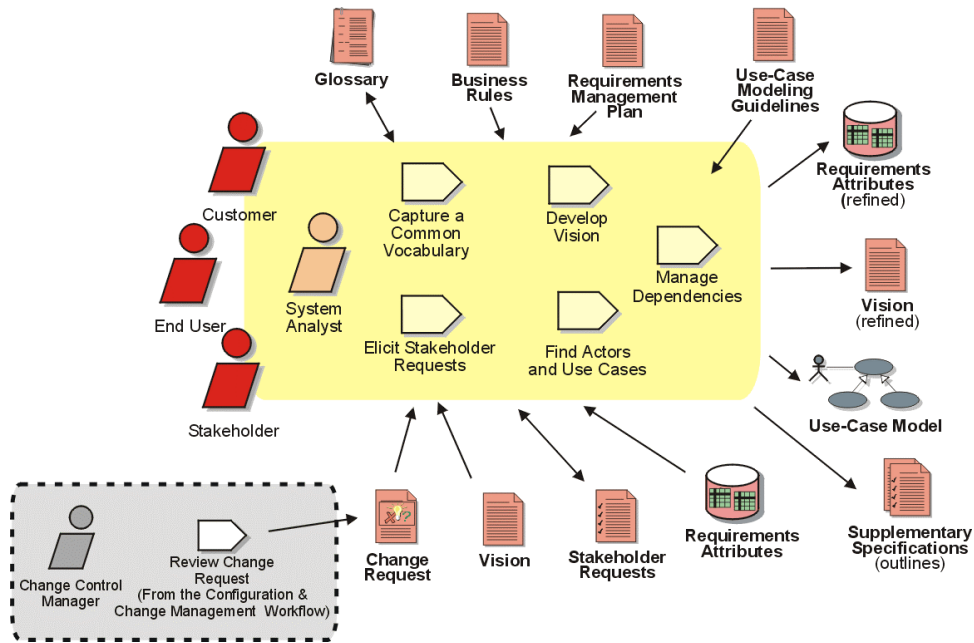 Glossary
Business
Rules
Requirements
Management
Plan
Use-Case
Modeling
Guidelines
Requirements
Attributes
(refined)
Customer
Capture a
Common
Vocabulary
Develop
Vision
End User
System
Analyst
Manage
Dependencies
Vision
(refined)
Elicit Stakeholder
Requests
Find Actors
and Use Cases
Stakeholder
Use-Case Model
Change Control
Manager
Review Change
Request
(From the Configuration &
Change Management Workflow)
Change
Request
Vision
Stakeholder
Requests
Requirements
Attributes
Supplementary
Specifications
(outlines)